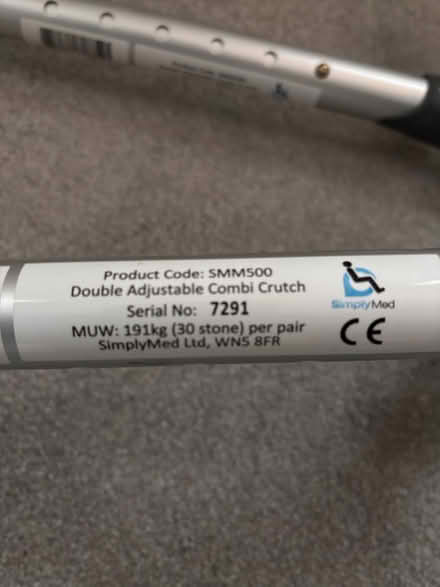 Product Code: SMM500
Double Adjustable Combi Crutch
Serial No: 7291
MUW: 191kg (30 stone) per pair
SimplyMed Ltd, WN5 8FR
SimplyMed
CE